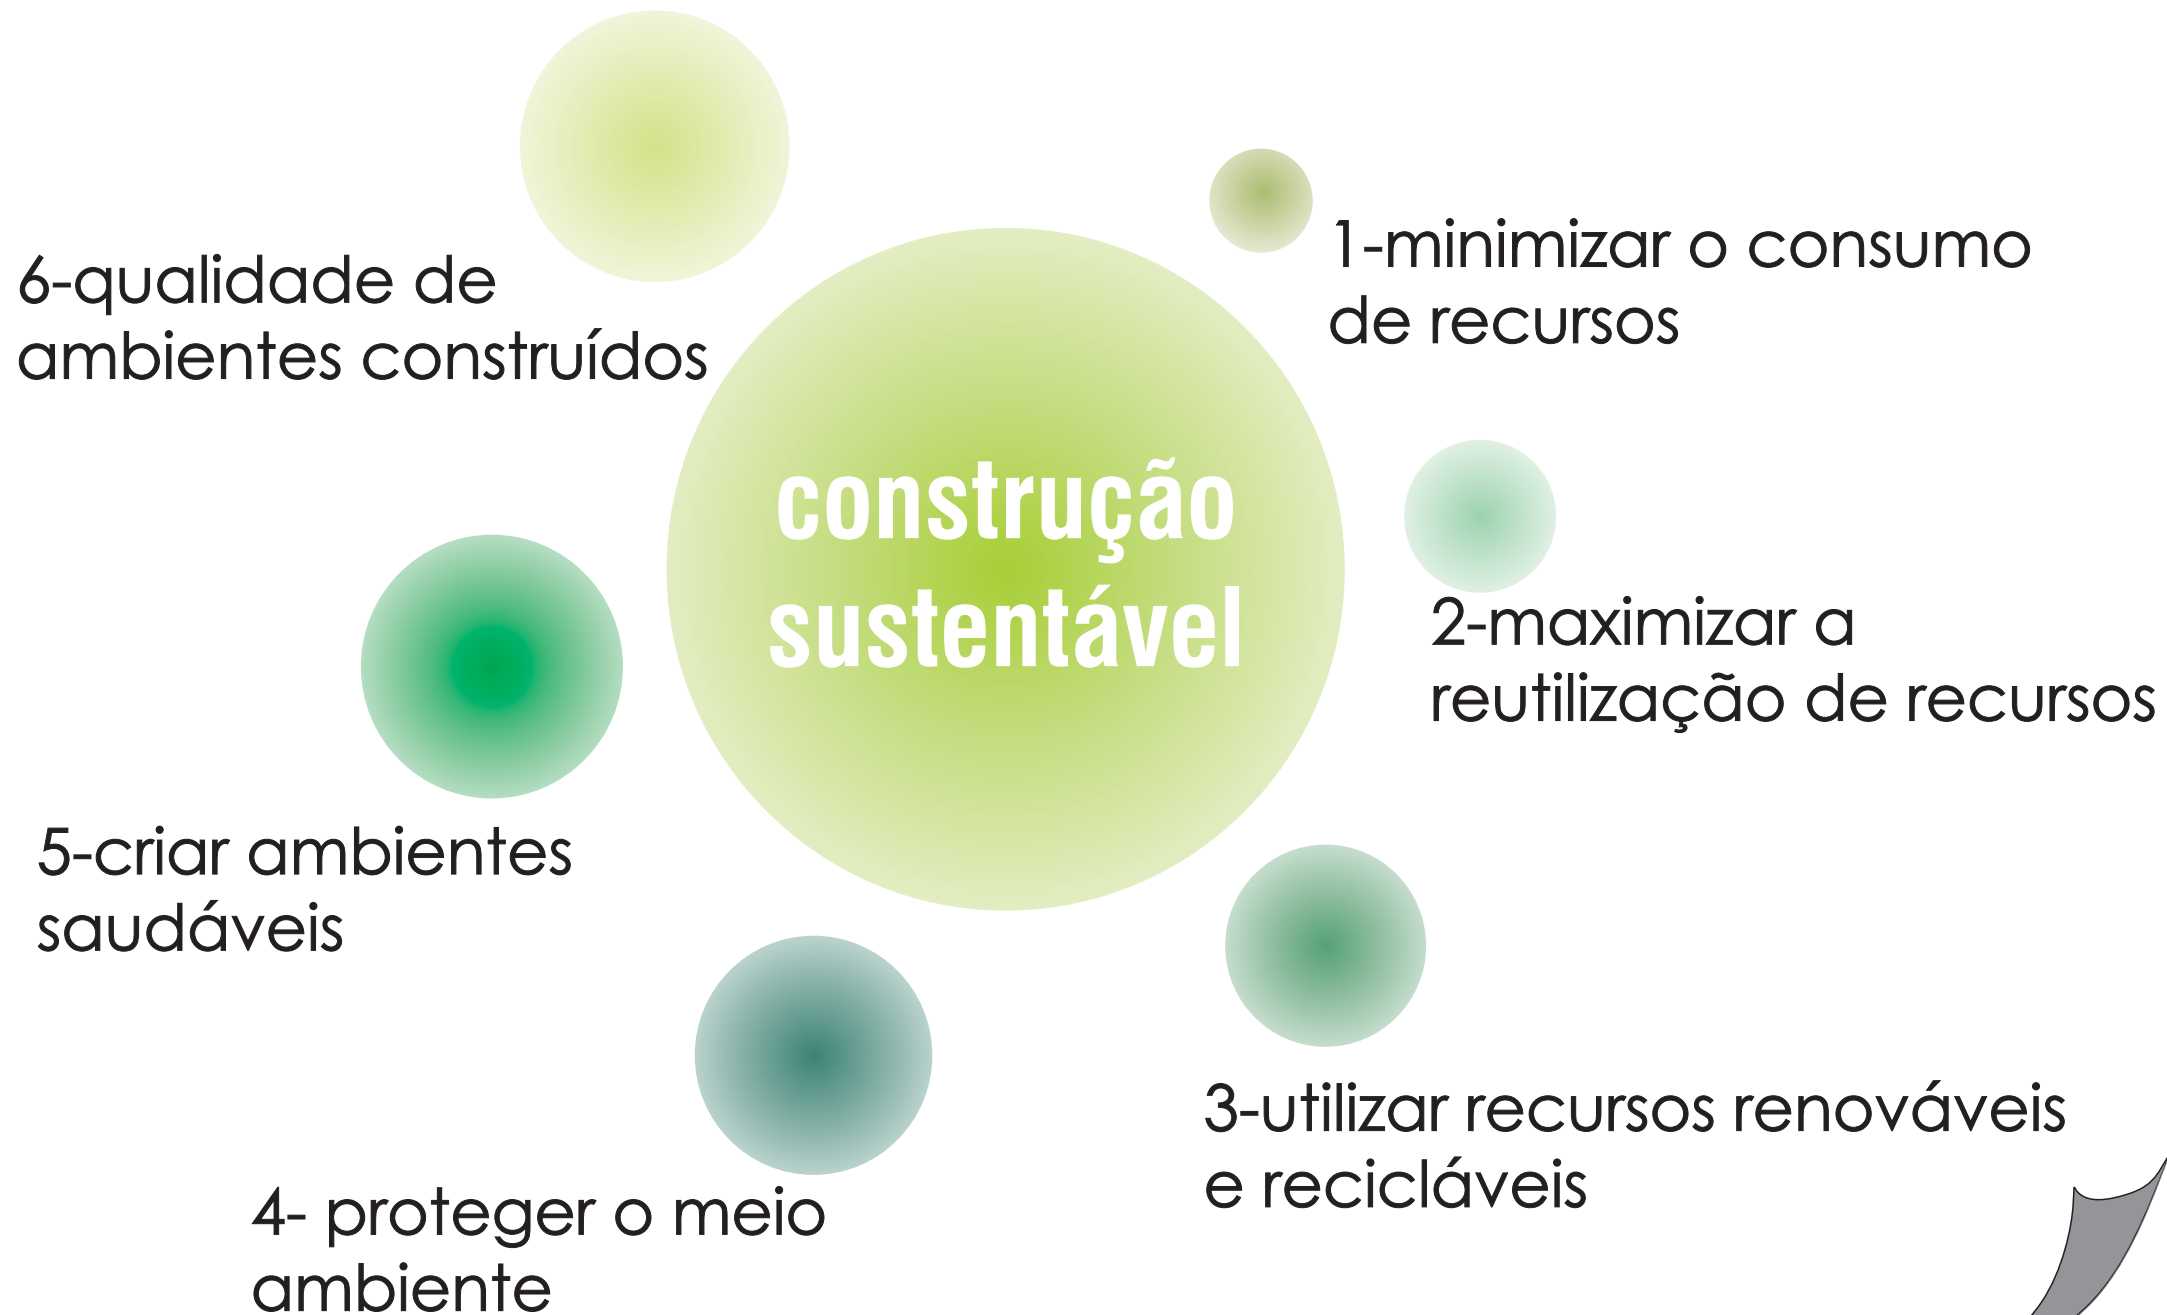 construção
sustentável
1-minimizar o consumo
de recursos
2-maximizar a
reutilização de recursos
3-utilizar recursos renováveis
e recicláveis
4- proteger o meio
ambiente
5-criar ambientes
saudáveis
6-qualidade de
ambientes construídos